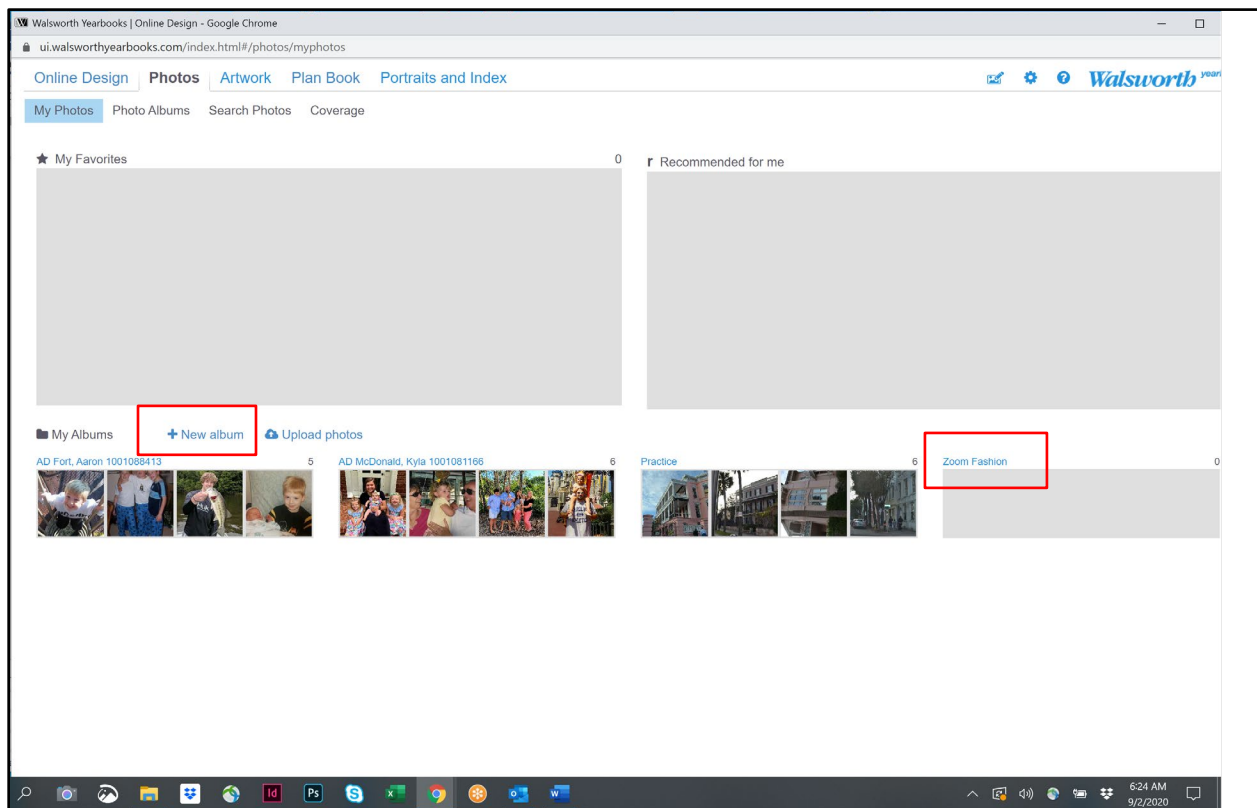 Walsworth Yearbooks | Online Design - Google Chrome
ui.walsworthyearbooks.com/index.html#/photos/myphotos
Online Design Photos Artwork Plan Book Portraits and Index
Walsworth
My Photos Photo Albums Search Photos Coverage
My Favorites 0
r Recommended for me
My Albums + New album Upload photos
AD Fort, Aaron 1001088413 5
AD McDonald, Kyla 1001081166 6
Practice 6
Zoom Fashion 0
6:24 AM
9/2/2020